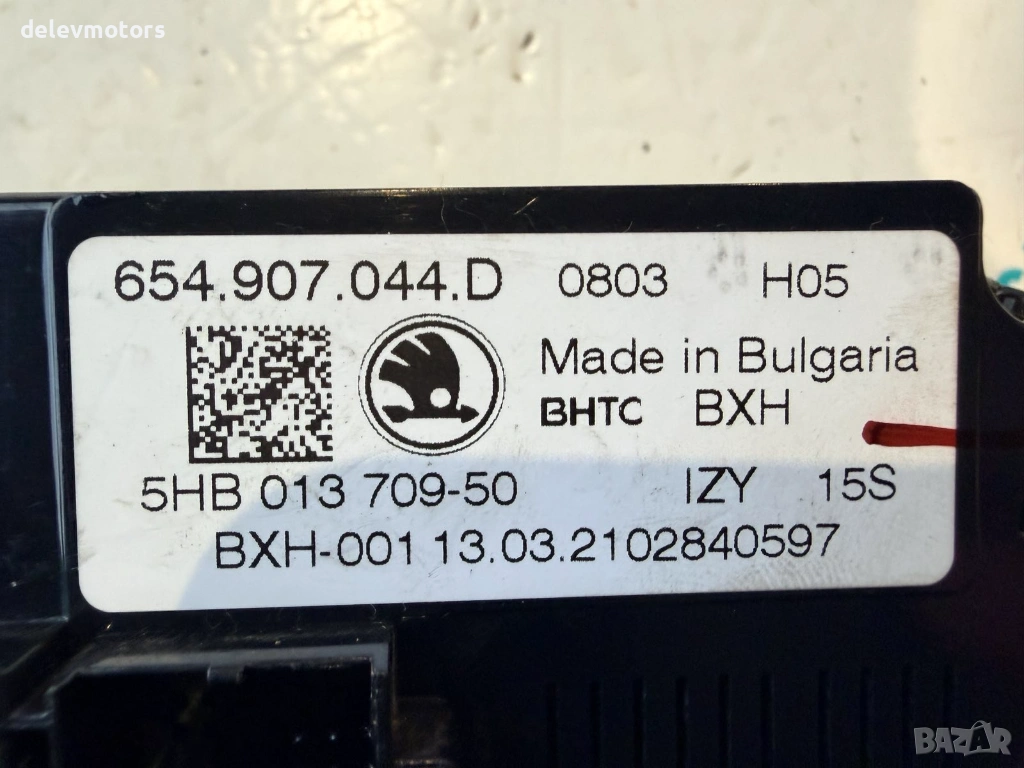 delevmotors
654.907.044.D 0803 H05
Made in Bulgaria
BHTC BXH
5HB 013 709-50 IZY 15S
BXH-001 13.03.2102840597
BAZAR